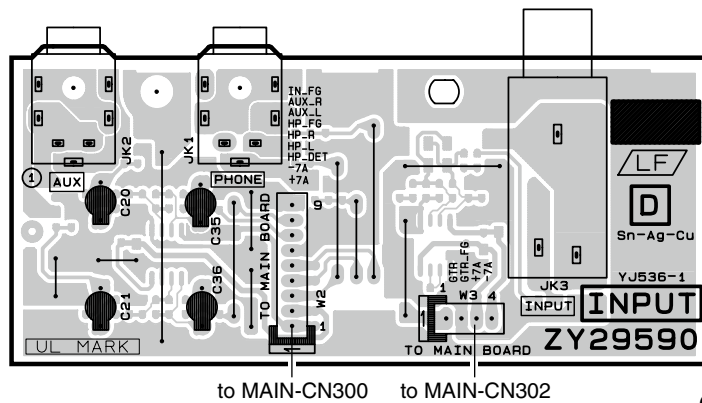 IN_FG
AUX_R
AUX_L
HP_FG
HP_R
HP_L
HP_DET
-7A
+7A
JK2
JK1
1
AUX
PHONE
C20
C35
C21
C36
TO MAIN BOARD
9
W2
1
UL MARK
GTR
GTR_FG
+7A
-7A
1
W3 4
1
TO MAIN BOARD
JK3
INPUT
LF
D
Sn-Ag-Cu
YJ536-1
INPUT
ZY29590
to MAIN-CN300
to MAIN-CN302